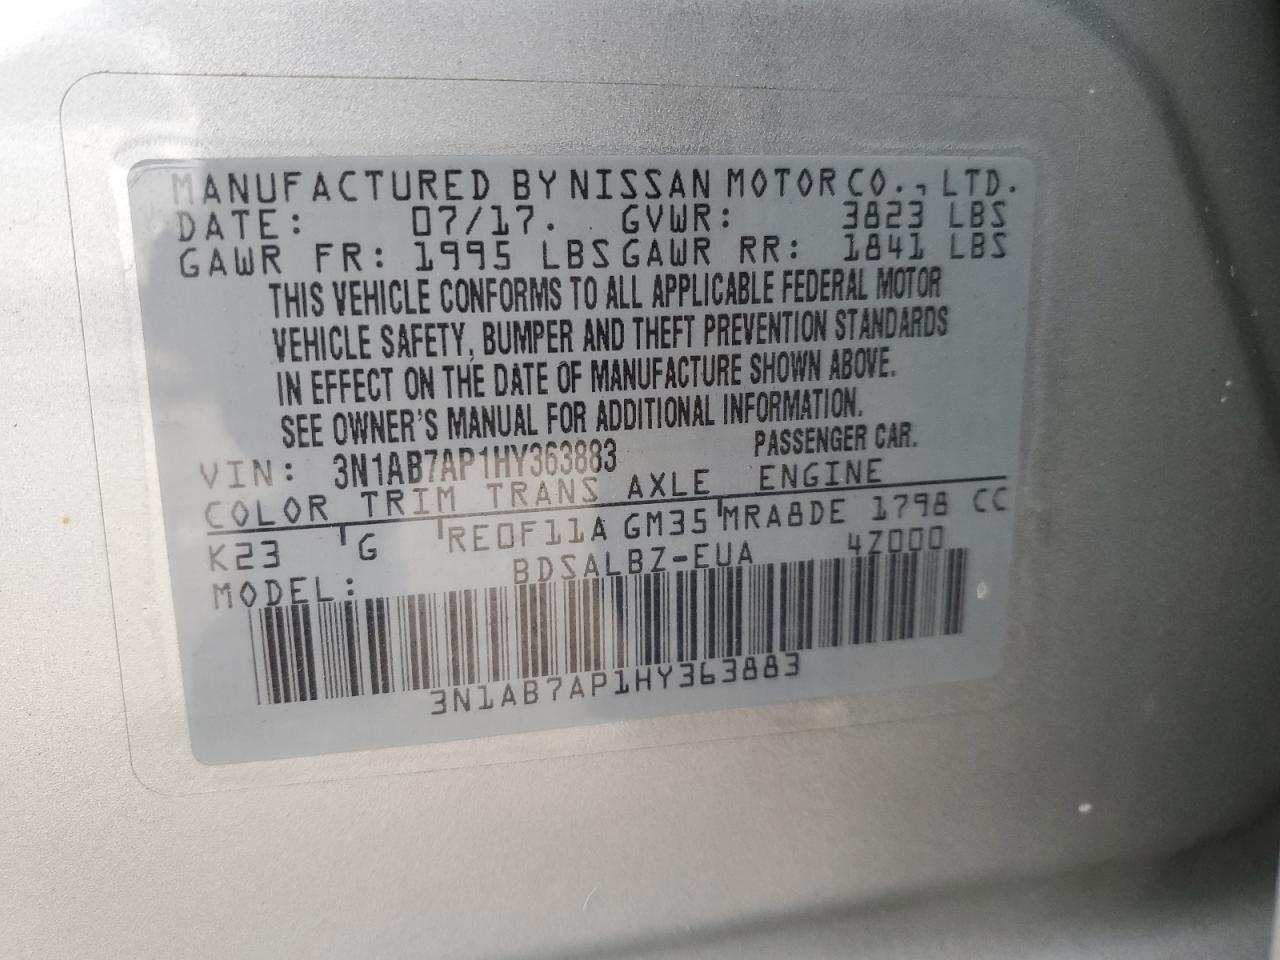 MANUFACTURED BY NISSAN MOTOR CO., LTD.
DATE: 07/17. GVWR: 3823 LBS
GAWR FR: 1995 LBS GAWR RR: 1841 LBS
THIS VEHICLE CONFORMS TO ALL APPLICABLE FEDERAL MOTOR
VEHICLE SAFETY, BUMPER AND THEFT PREVENTION STANDARDS
IN EFFECT ON THE DATE OF MANUFACTURE SHOWN ABOVE.
SEE OWNER'S MANUAL FOR ADDITIONAL INFORMATION.
VIN: 3N1AB7AP1HY363883 PASSENGER CAR.
COLOR TRIM TRANS AXLE ENGINE
K23 G RE0F11A GM35 MRA8DE 1798 CC
MODEL: BDSALBZ-EUA 4Z000
3N1AB7AP1HY363883